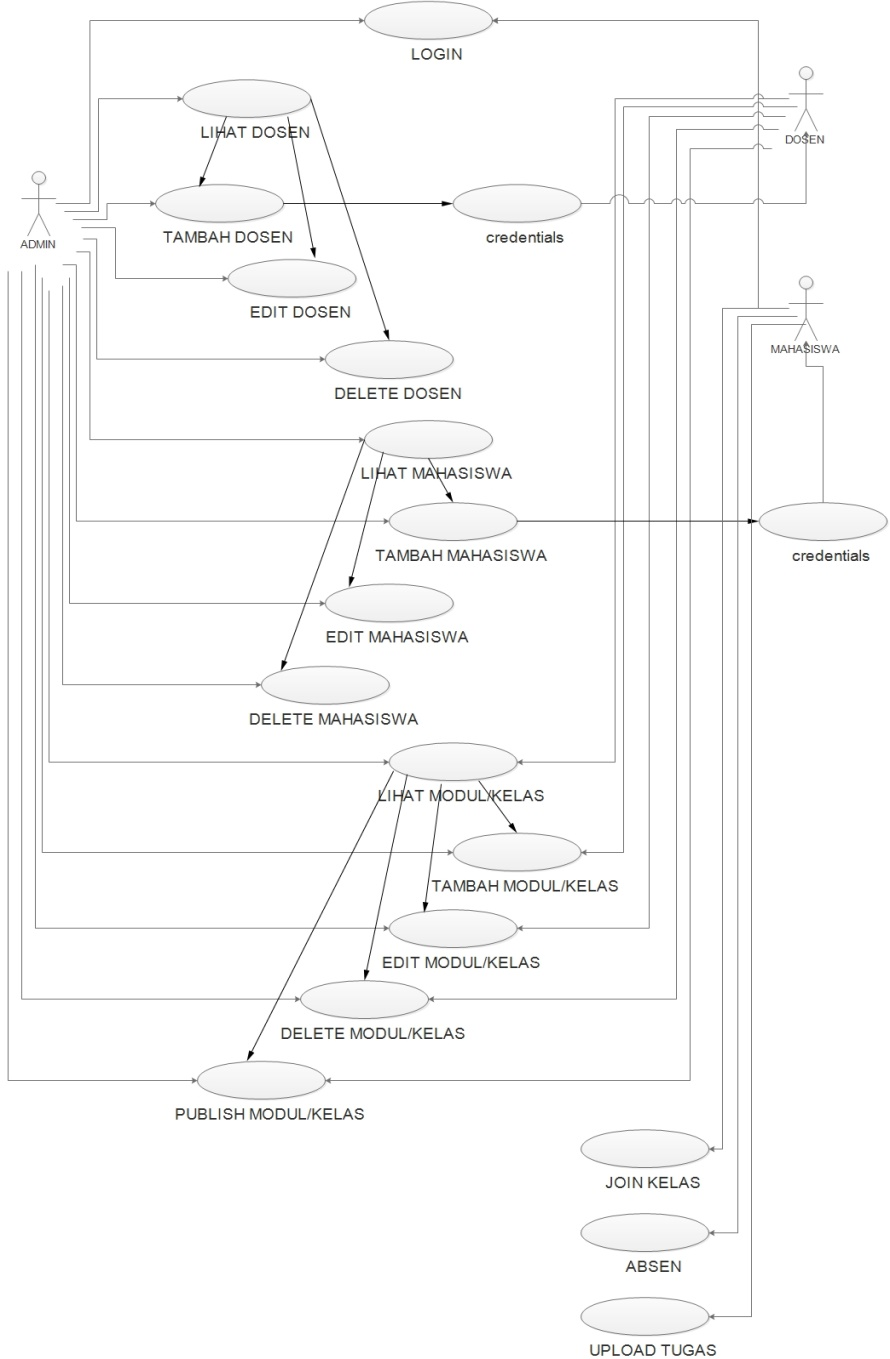 LOGIN
LIHAT DOSEN
DOSEN
TAMBAH DOSEN
credentials
ADMIN
EDIT DOSEN
MAHASISWA
DELETE DOSEN
LIHAT MAHASISWA
TAMBAH MAHASISWA
credentials
EDIT MAHASISWA
DELETE MAHASISWA
LIHAT MODUL/KELAS
TAMBAH MODUL/KELAS
EDIT MODUL/KELAS
DELETE MODUL/KELAS
PUBLISH MODUL/KELAS
JOIN KELAS
ABSEN
UPLOAD TUGAS